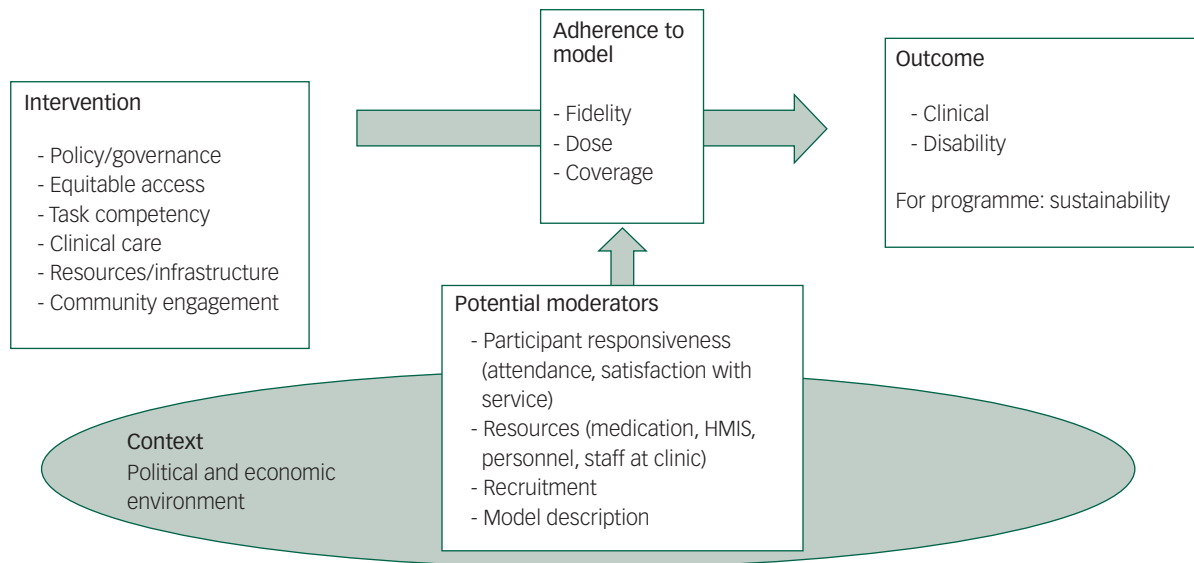 Intervention
- Policy/governance
- Equitable access
- Task competency
- Clinical care
- Resources/infrastructure
- Community engagement
Adherence to
model
- Fidelity
- Dose
- Coverage
Outcome
- Clinical
- Disability
For programme: sustainability
Potential moderators
- Participant responsiveness
(attendance, satisfaction with
service)
- Resources (medication, HMIS,
personnel, staff at clinic)
- Recruitment
- Model description
Context
Political and economic
environment